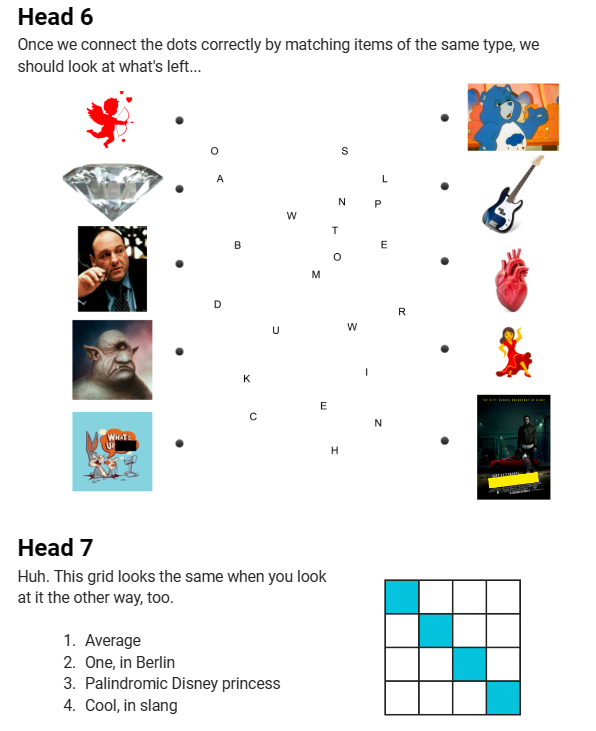 Head 6
Once we connect the dots correctly by matching items of the same type, we
should look at what's left...
O
S
A
L
N
P
W
T
B
E
O
M
D
R
U
W
I
K
E
C
N
H
WHAT'S
U
Head 7
Huh. This grid looks the same when you look
at it the other way, too.
1. Average
2. One, in Berlin
3. Palindromic Disney princess
4. Cool, in slang